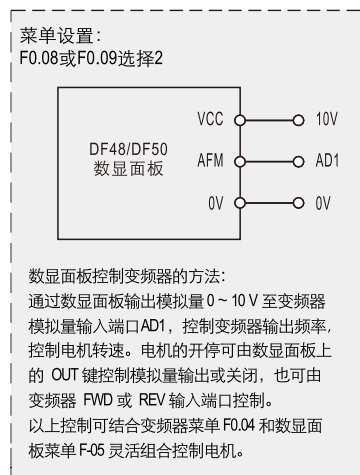 菜单设置：
F0.08或F0.09选择2
VCC 10V
DF48/DF50
数显面板
AFM AD1
0V 0V
数显面板控制变频器的方法：
通过数显面板输出模拟量0 ~ 10 V 至变频器
模拟量输入端口AD1，控制变频器输出频率，
控制电机转速。电机的开停可由数显面板上
的 OUT 键控制模拟量输出或关闭，也可由
变频器 FWD 或 REV 输入端口控制。
以上控制可结合变频器菜单 F0.04 和数显面
板菜单 F-05 灵活组合控制电机。